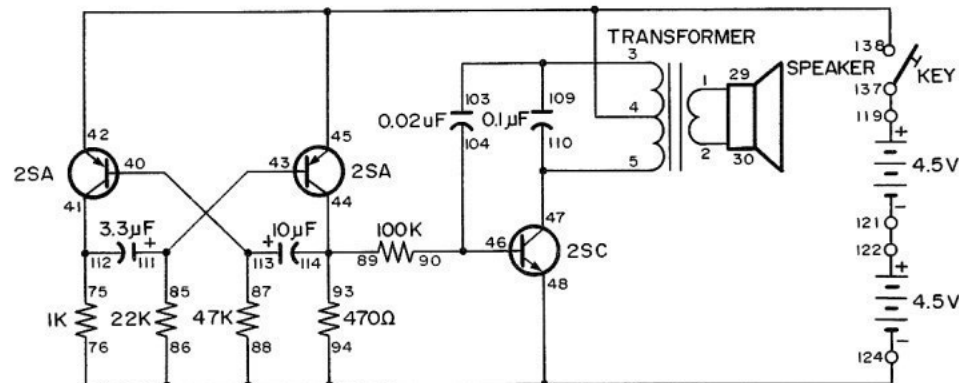 TRANSFORMER
3
1
29
SPEAKER
138
KEY
137
119
103
109
0.02uF
0.1µF
4
104
110
2
30
+
4.5V
42
45
5
-
2SA
40
43
2SA
121
41
44
47
122
3.3µF
+
+
10µF
100K
46
2SC
+
112
111
113
114
89
90
48
4.5V
75
85
87
93
1K
22K
47K
470Ω
-
76
86
88
94
124